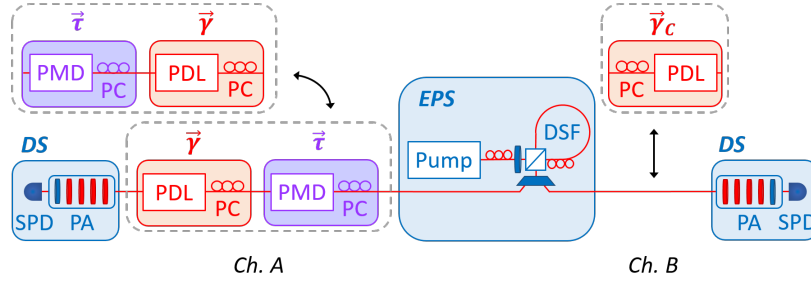 τ⃗ γ⃗ γ⃗_C
PMD PC PDL PC PC PDL
EPS
DS γ⃗ τ⃗ DSF DS
Pump
PDL PC PMD PC
SPD PA PA SPD
Ch. A Ch. B